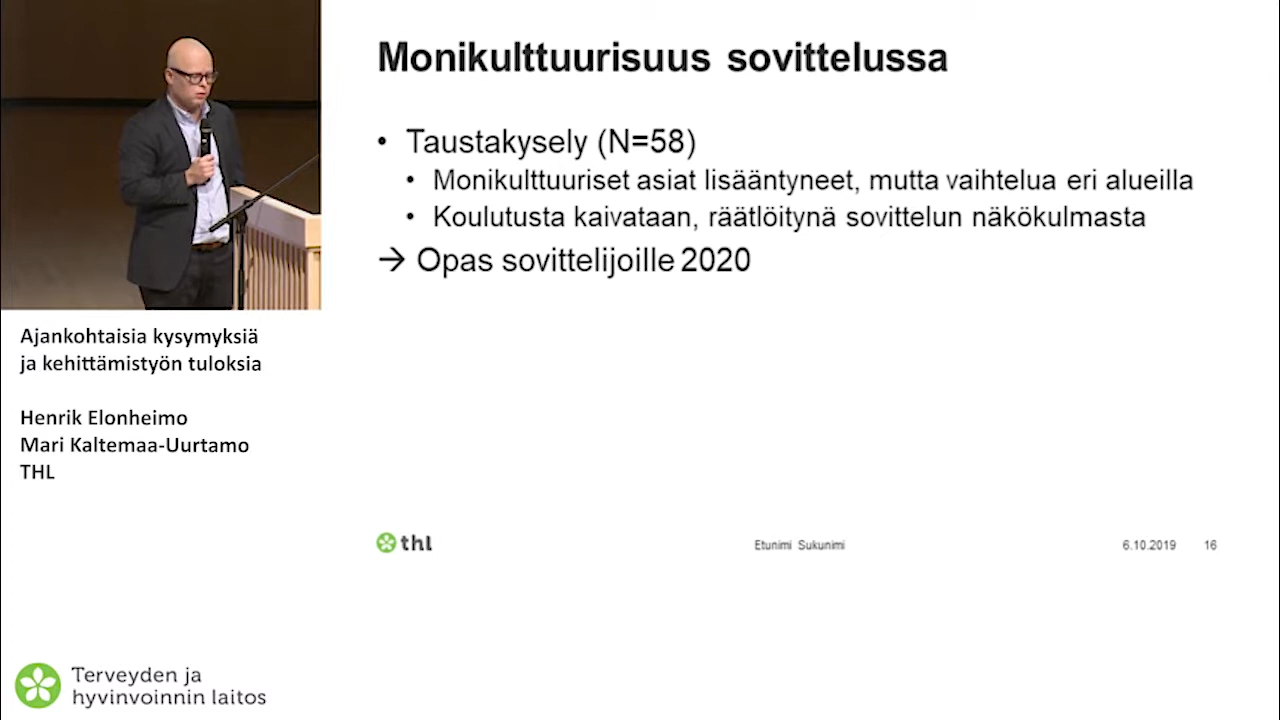 Monikulttuurisuus sovittelussa
• Taustakysely (N=58)
• Monikulttuuriset asiat lisääntyneet, mutta vaihtelua eri alueilla
• Koulutusta kaivataan, räätlöitynä sovittelun näkökulmasta
→ Opas sovittelijoille 2020
Ajankohtaisia kysymyksiä
ja kehittämistyön tuloksia
Henrik Elonheimo
Mari Kaltemaa-Uurtamo
THL
thl
Etunimi Sukunimi
6.10.2019
16
Terveyden ja
hyvinvoinnin laitos